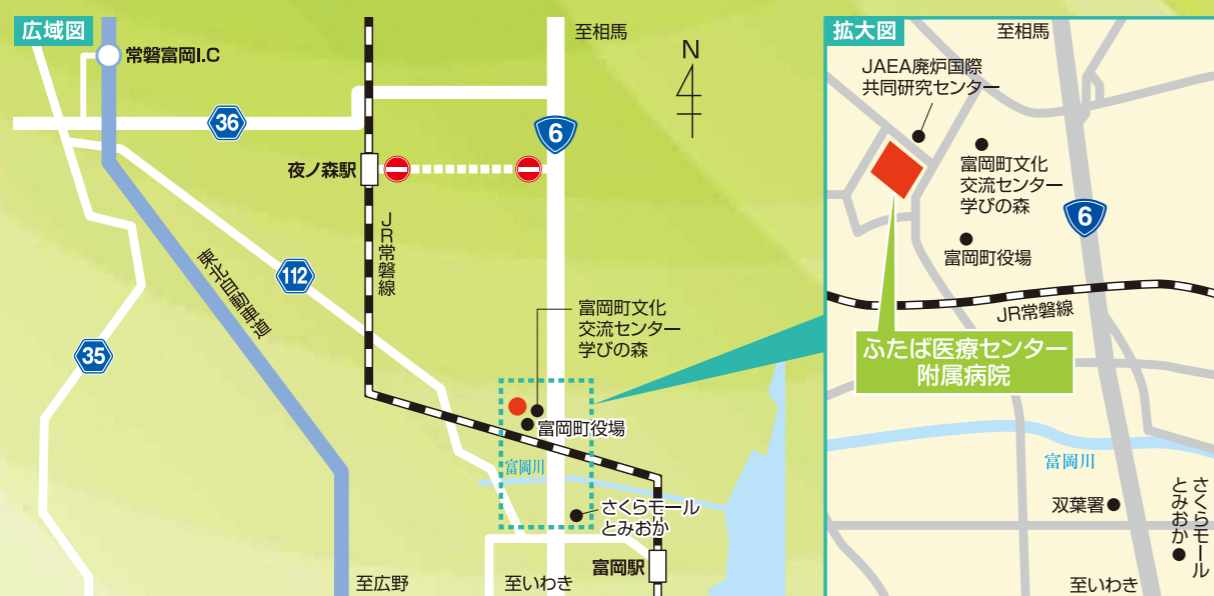 広域図
常磐富岡I.C
36
至相馬
N
6
夜ノ森駅
JR常磐線
東北自動車道
112
35
富岡町文化
交流センター
学びの森
富岡町役場
富岡川
さくらモール
とみおか
富岡駅
至広野
至いわき
拡大図
至相馬
JAEA廃炉国際
共同研究センター
富岡町文化
交流センター
学びの森
6
富岡町役場
JR常磐線
ふたば医療センター
附属病院
富岡川
双葉署
さくらモール
とみおか
至いわき